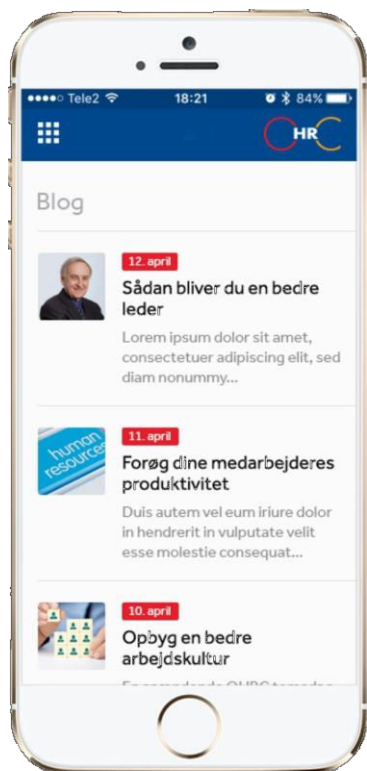 Tele2 18:21 84%
HR
Blog
12. april
Sådan bliver du en bedre
leder
Lorem ipsum dolor sit amet,
consectetuer adipiscing elit, sed
diam nonummy...
human
resources
11. april
Forøg dine medarbejderes
produktivitet
Duis autem vel eum iriure dolor
in hendrerit in vulputate velit
esse molestie consequat...
10. april
Opbyg en bedre
arbejdskultur